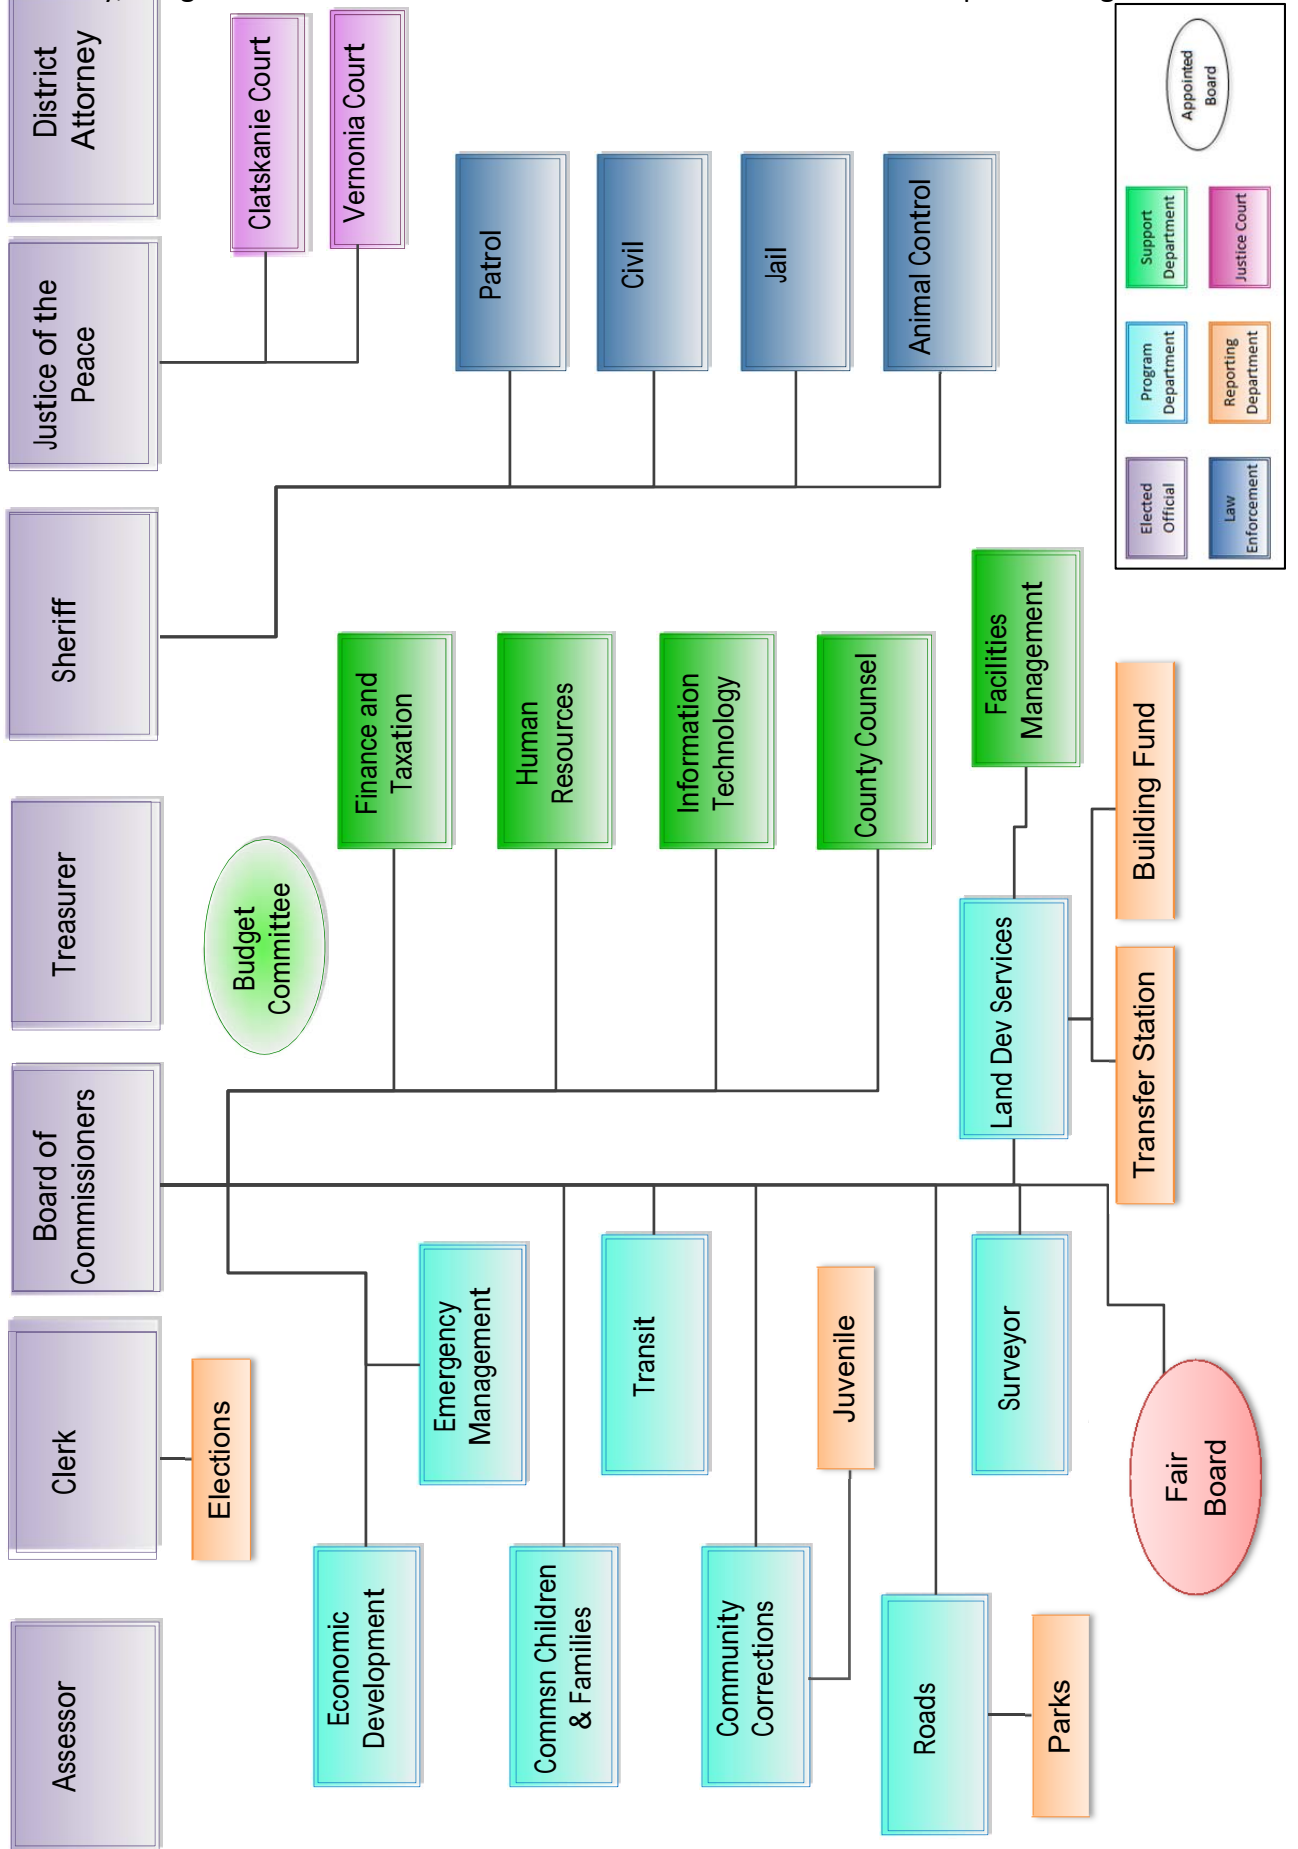 Assessor
Clerk
Board of
Commissioners
Treasurer
Sheriff
Justice of the
Peace
District
Attorney
Elections
Budget
Committee
Clatskanie Court
Vernonia Court
Economic
Development
Emergency
Management
Finance and
Taxation
Patrol
Commsn Children
& Families
Transit
Human
Resources
Civil
Community
Corrections
Juvenile
Information
Technology
Jail
Roads
County Counsel
Animal Control
Parks
Surveyor
Land Dev Services
Facilities
Management
Fair
Board
Transfer Station
Building Fund
Elected
Official
Program
Department
Support
Department
Appointed
Board
Law
Enforcement
Reporting
Department
Justice Court